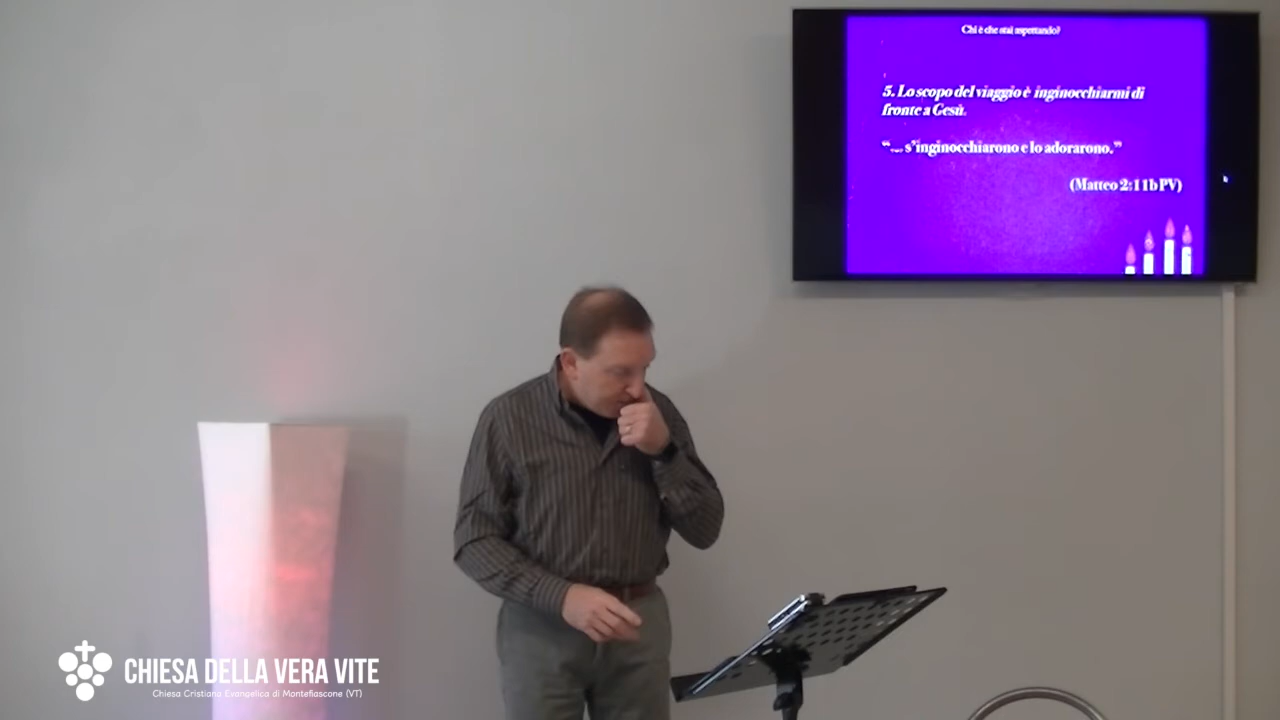 Chi è che stai aspettando?
5. Lo scopo del viaggio è inginocchiarmi di
fronte a Gesù.
“... s’inginocchiarono e lo adorarono.”
(Matteo 2:11b PV)
CHIESA DELLA VERA VITE
Chiesa Cristiana Evangelica di Montefiascone (VT)